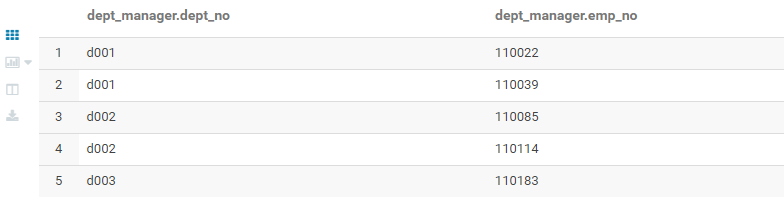 dept_manager.dept_no dept_manager.emp_no
1 d001 110022
2 d001 110039
3 d002 110085
4 d002 110114
5 d003 110183